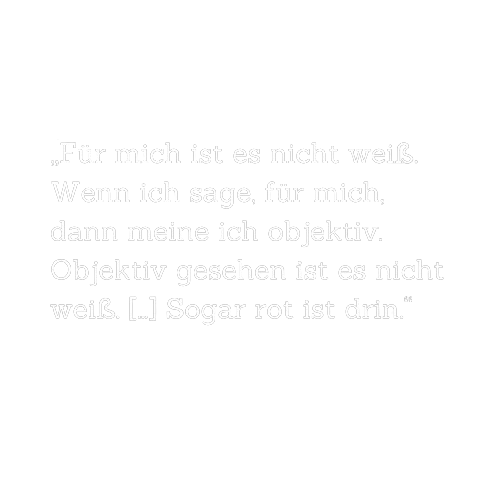 „Für mich ist es nicht weiß.
Wenn ich sage, für mich,
dann meine ich objektiv.
Objektiv gesehen ist es nicht
weiß. [...] Sogar rot ist drin.“